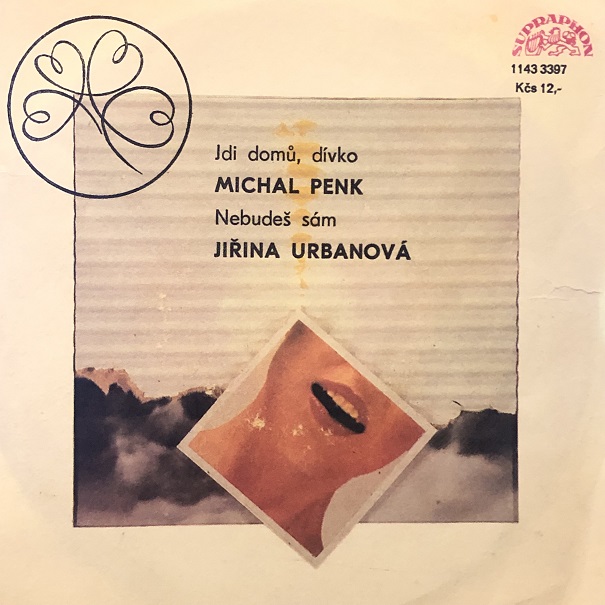 SUPRAPHON
1143 3397
Kčs 12,-
Jdi domů, dívko
MICHAL PENK
Nebudeš sám
JIŘINA URBANOVÁ